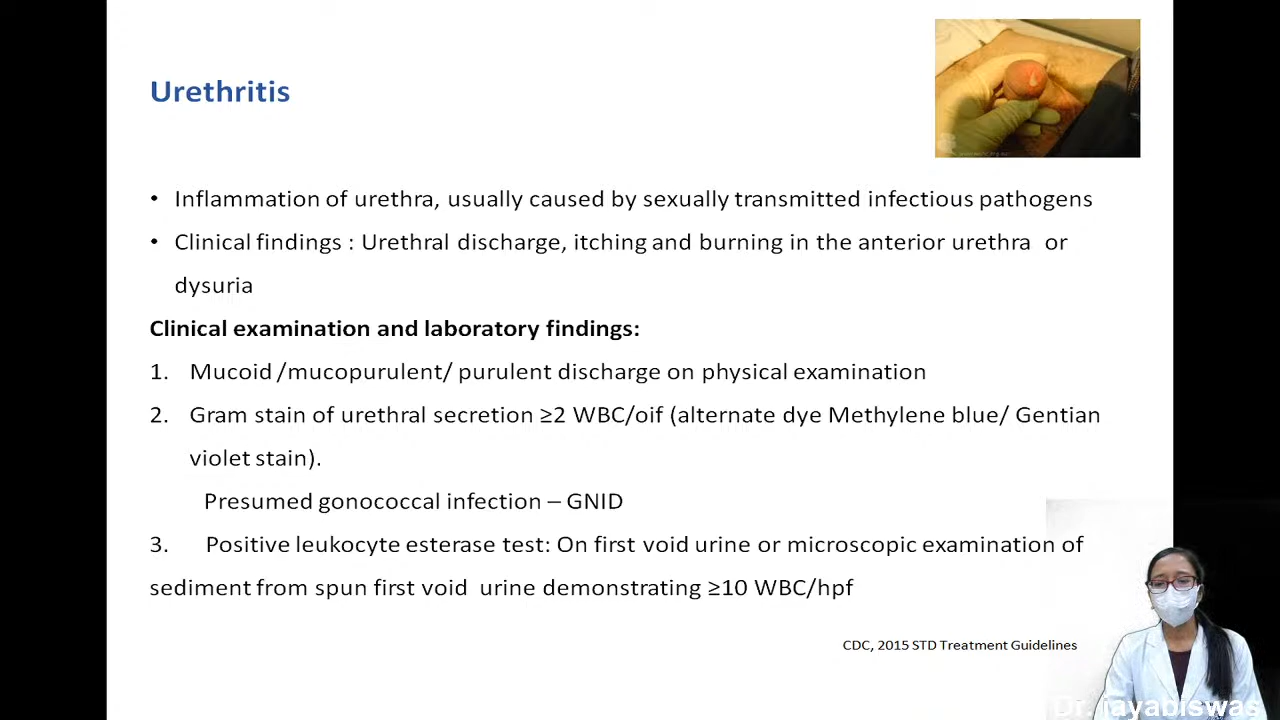 Urethritis
• Inflammation of urethra, usually caused by sexually transmitted infectious pathogens
• Clinical findings : Urethral discharge, itching and burning in the anterior urethra or
dysuria
Clinical examination and laboratory findings:
1. Mucoid /mucopurulent/ purulent discharge on physical examination
2. Gram stain of urethral secretion ≥2 WBC/oif (alternate dye Methylene blue/ Gentian
violet stain).
Presumed gonococcal infection – GNID
3. Positive leukocyte esterase test: On first void urine or microscopic examination of
sediment from spun first void urine demonstrating ≥10 WBC/hpf
CDC, 2015 STD Treatment Guidelines
Dr. jayabiswas